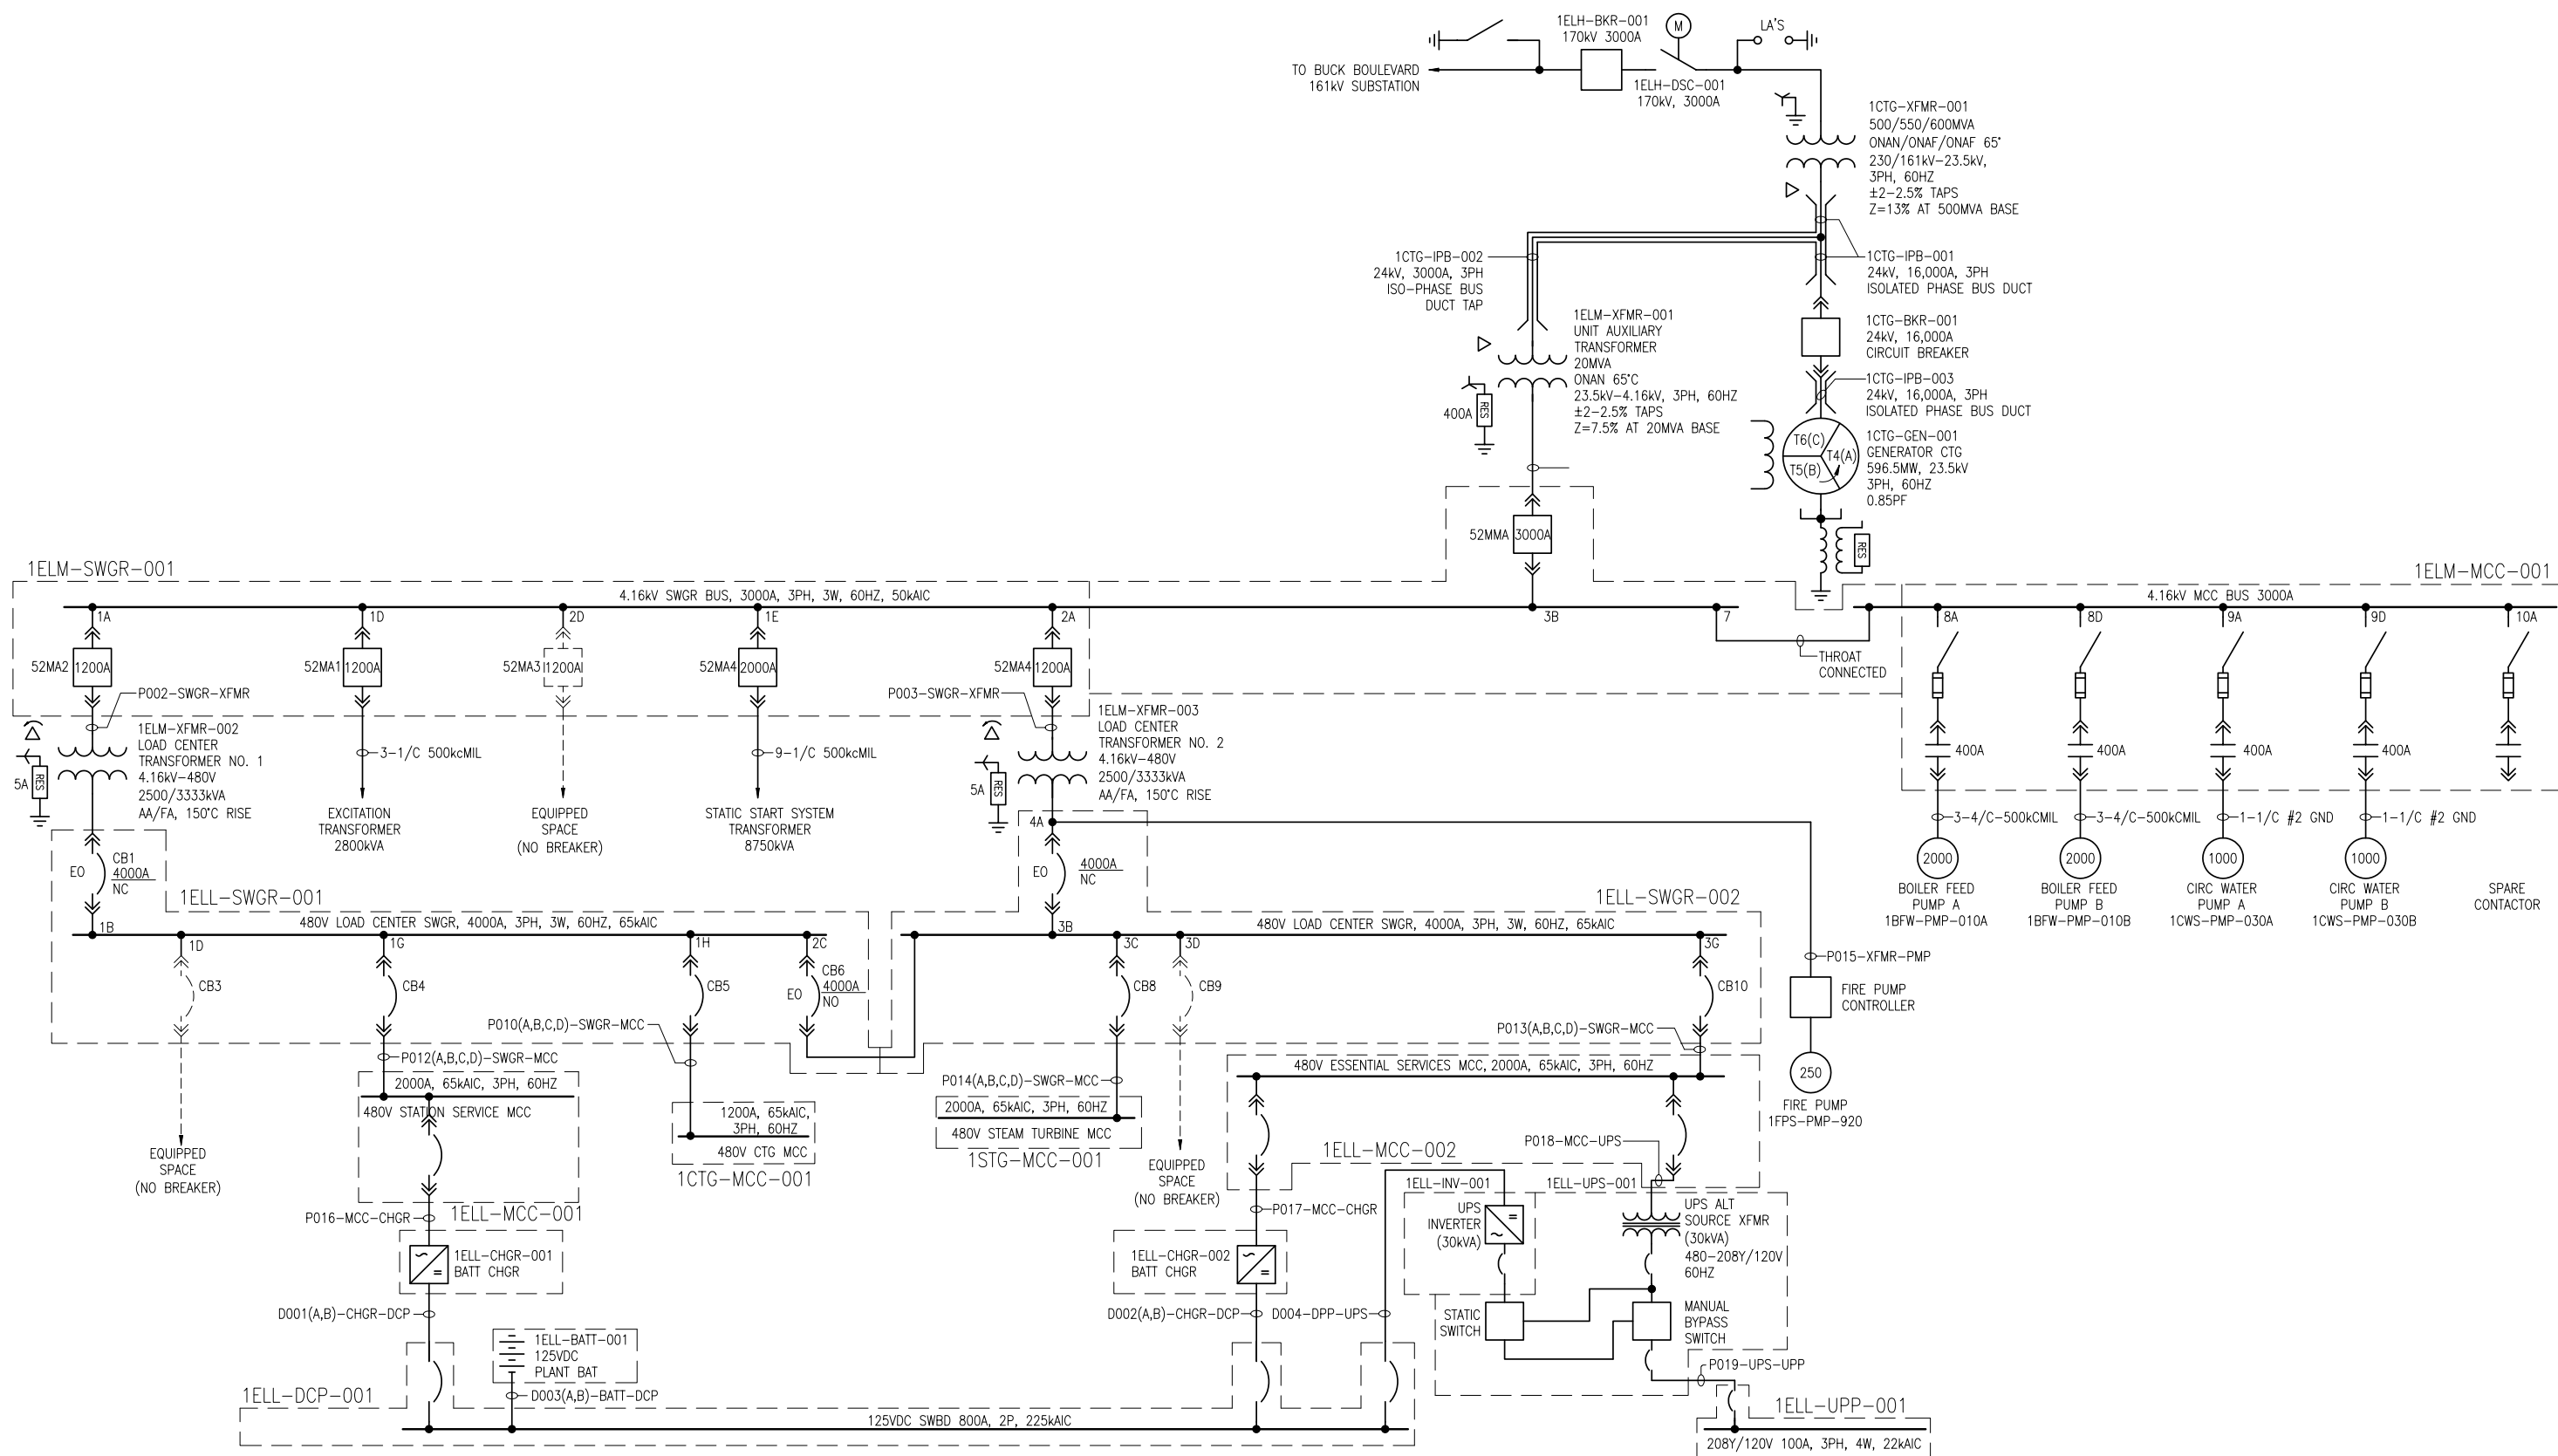 1ELH-BKR-001
170kV 3000A
M
LA'S
TO BUCK BOULEVARD
161kV SUBSTATION
1ELH-DSC-001
170kV, 3000A
1CTG-XFMR-001
500/550/600MVA
ONAN/ONAF/ONAF 65°
230/161kV-23.5kV,
3PH, 60HZ
±2-2.5% TAPS
Z=13% AT 500MVA BASE
1CTG-IPB-002
24kV, 3000A, 3PH
ISO-PHASE BUS
DUCT TAP
1CTG-IPB-001
24kV, 16,000A, 3PH
ISOLATED PHASE BUS DUCT
1ELM-XFMR-001
UNIT AUXILIARY
TRANSFORMER
20MVA
ONAN 65°C
23.5kV-4.16kV, 3PH, 60HZ
±2-2.5% TAPS
Z=7.5% AT 20MVA BASE
400A
RES
1CTG-BKR-001
24kV, 16,000A
CIRCUIT BREAKER
1CTG-IPB-003
24kV, 16,000A, 3PH
ISOLATED PHASE BUS DUCT
T6(C)
T4(A)
T5(B)
1CTG-GEN-001
GENERATOR CTG
596.5MW, 23.5kV
3PH, 60HZ
0.85PF
RES
52MMA
3000A
1ELM-SWGR-001
4.16kV SWGR BUS, 3000A, 3PH, 3W, 60HZ, 50kAIC
1A
1D
2D
1E
2A
3B
7
52MA2
1200A
52MA1
1200A
52MA3
1200A
52MA4
2000A
52MA4
1200A
THROAT
CONNECTED
1ELM-MCC-001
4.16kV MCC BUS 3000A
8A
8D
9A
9D
10A
400A
400A
400A
400A
3-4/C-500kCMIL
3-4/C-500kCMIL
1-1/C #2 GND
1-1/C #2 GND
2000
2000
1000
1000
BOILER FEED
PUMP A
1BFW-PMP-010A
BOILER FEED
PUMP B
1BFW-PMP-010B
CIRC WATER
PUMP A
1CWS-PMP-030A
CIRC WATER
PUMP B
1CWS-PMP-030B
SPARE
CONTACTOR
P002-SWGR-XFMR
1ELM-XFMR-002
LOAD CENTER
TRANSFORMER NO. 1
4.16kV-480V
2500/3333kVA
AA/FA, 150°C RISE
5A
RES
3-1/C 500kcMIL
EXCITATION
TRANSFORMER
2800kVA
EQUIPPED
SPACE
(NO BREAKER)
9-1/C 500kcMIL
STATIC START SYSTEM
TRANSFORMER
8750kVA
P003-SWGR-XFMR
1ELM-XFMR-003
LOAD CENTER
TRANSFORMER NO. 2
4.16kV-480V
2500/3333kVA
AA/FA, 150°C RISE
5A
RES
4A
EO
CB1
4000A
NC
EO
4000A
NC
1ELL-SWGR-001
1B
480V LOAD CENTER SWGR, 4000A, 3PH, 3W, 60HZ, 65kAIC
1D
1G
1H
2C
CB3
CB4
CB5
EO
CB6
4000A
NO
1ELL-SWGR-002
3B
480V LOAD CENTER SWGR, 4000A, 3PH, 3W, 60HZ, 65kAIC
3C
3D
3G
CB8
CB9
CB10
P015-XFMR-PMP
FIRE PUMP
CONTROLLER
250
FIRE PUMP
1FPS-PMP-920
P010(A,B,C,D)-SWGR-MCC
P012(A,B,C,D)-SWGR-MCC
P013(A,B,C,D)-SWGR-MCC
P014(A,B,C,D)-SWGR-MCC
EQUIPPED
SPACE
(NO BREAKER)
2000A, 65kAIC, 3PH, 60HZ
480V STATION SERVICE MCC
1ELL-MCC-001
1200A, 65kAIC,
3PH, 60HZ
480V CTG MCC
1CTG-MCC-001
2000A, 65kAIC, 3PH, 60HZ
480V STEAM TURBINE MCC
1STG-MCC-001
EQUIPPED
SPACE
(NO BREAKER)
480V ESSENTIAL SERVICES MCC, 2000A, 65kAIC, 3PH, 60HZ
1ELL-MCC-002
P018-MCC-UPS
P016-MCC-CHGR
1ELL-CHGR-001
BATT CHGR
P017-MCC-CHGR
1ELL-CHGR-002
BATT CHGR
1ELL-INV-001
UPS
INVERTER
(30kVA)
1ELL-UPS-001
UPS ALT
SOURCE XFMR
(30kVA)
480-208Y/120V
60HZ
STATIC
SWITCH
MANUAL
BYPASS
SWITCH
D001(A,B)-CHGR-DCP
D002(A,B)-CHGR-DCP
D004-DPP-UPS
1ELL-BATT-001
125VDC
PLANT BAT
D003(A,B)-BATT-DCP
P019-UPS-UPP
1ELL-DCP-001
125VDC SWBD 800A, 2P, 225kAIC
1ELL-UPP-001
208Y/120V 100A, 3PH, 4W, 22kAIC